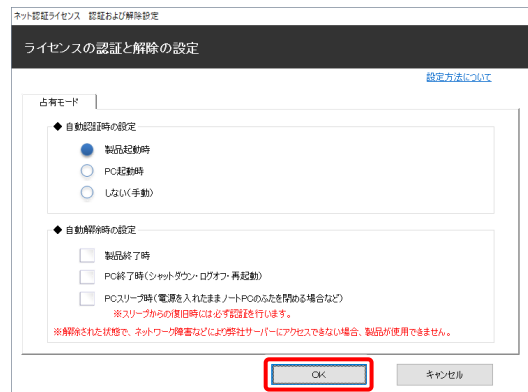 ネット認証ライセンス 認証および解除設定
ライセンスの認証と解除の設定
設定方法について
占有モード
◆ 自動認証時の設定
製品起動時
PC起動時
しない(手動)
◆ 自動解除時の設定
製品終了時
PC終了時(シャットダウン・ログオフ・再起動)
PCスリープ時(電源を入れたままノートPCのふたを閉める場合など)
※スリープからの復旧時には必ず認証を行います。
※解除された状態で、ネットワーク障害などにより弊社サーバーにアクセスできない場合、製品が使用できません。
OK キャンセル